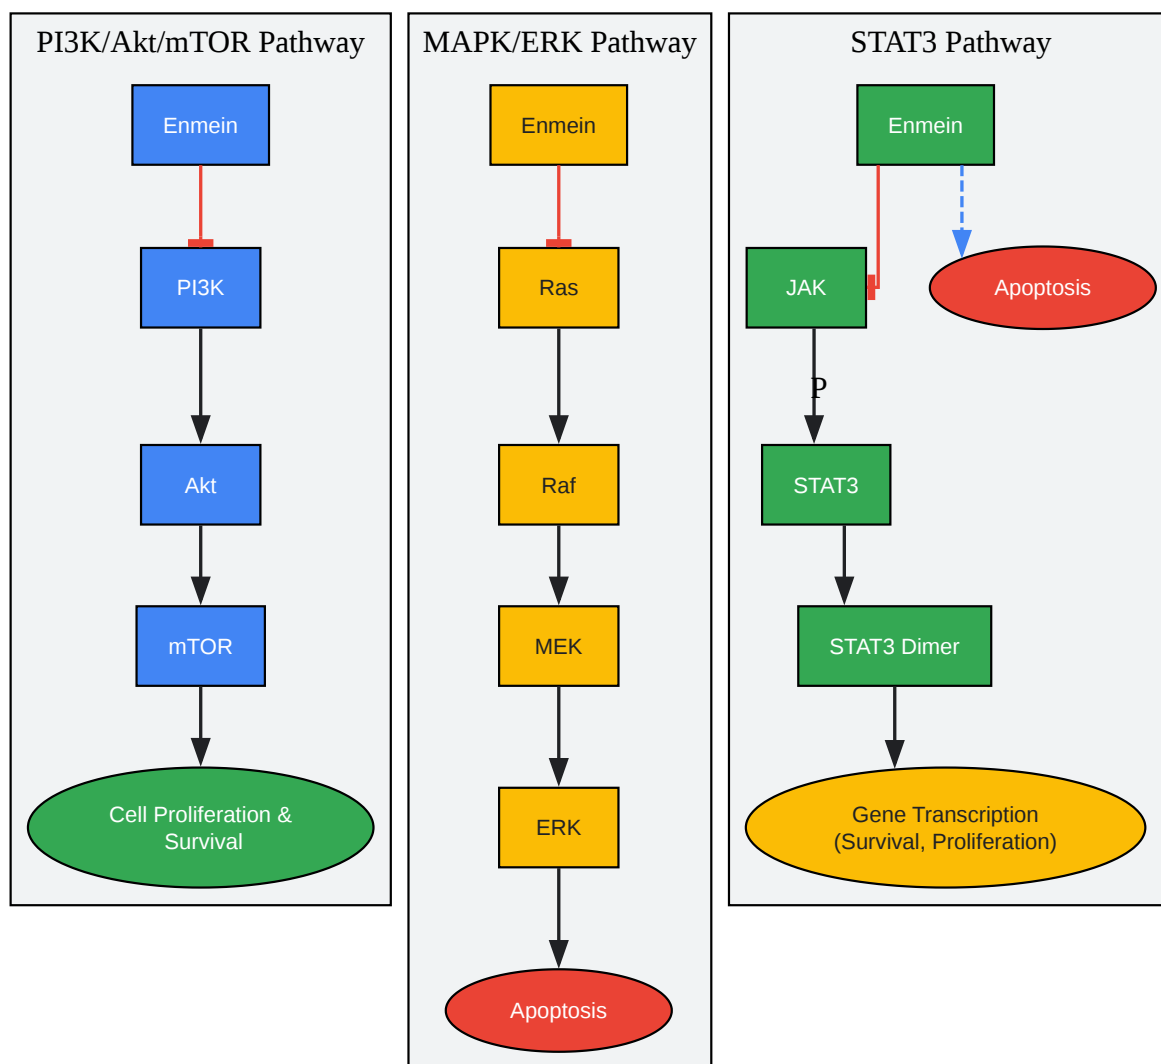 PI3K/Akt/mTOR Pathway
Enmein
PI3K
Akt
mTOR
Cell Proliferation &
Survival
MAPK/ERK Pathway
Enmein
Ras
Raf
MEK
ERK
Apoptosis
STAT3 Pathway
Enmein
JAK
Apoptosis
P
STAT3
STAT3 Dimer
Gene Transcription
(Survival, Proliferation)